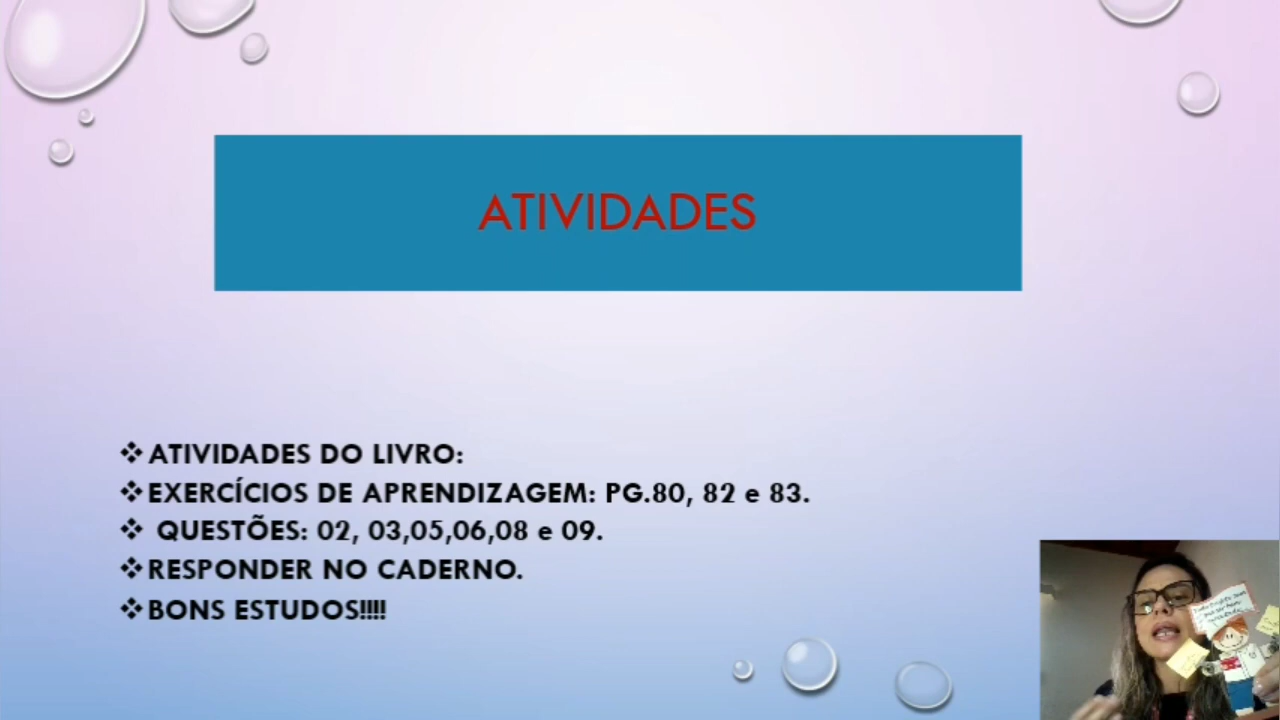 ATIVIDADES
ATIVIDADES DO LIVRO:
EXERCÍCIOS DE APRENDIZAGEM: PG.80, 82 e 83.
QUESTÕES: 02, 03,05,06,08 e 09.
RESPONDER NO CADERNO.
BONS ESTUDOS!!!!